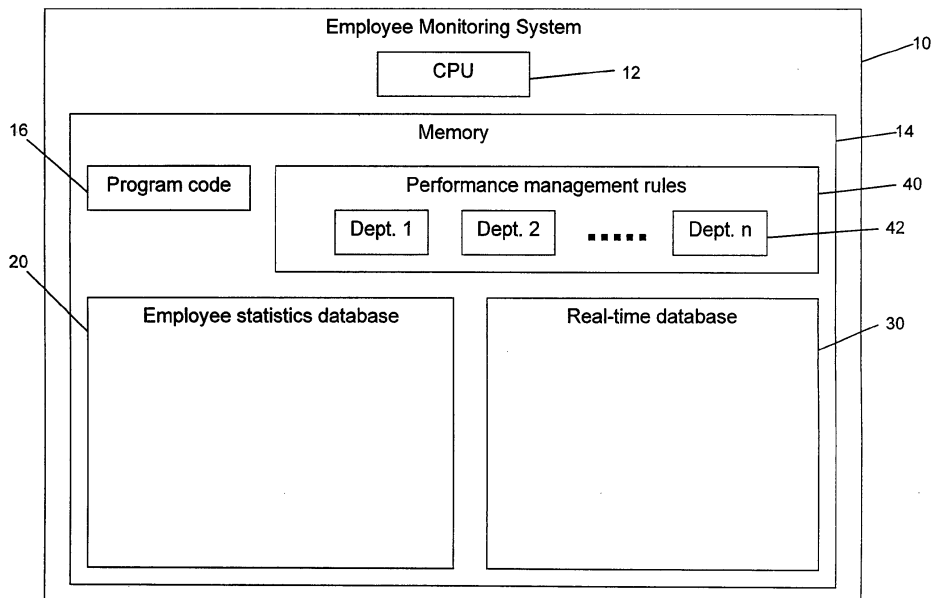 Employee Monitoring System
10
CPU
12
Memory
14
16
Program code
Performance management rules
40
Dept. 1 Dept. 2 ..... Dept. n
42
20
Employee statistics database
Real-time database
30